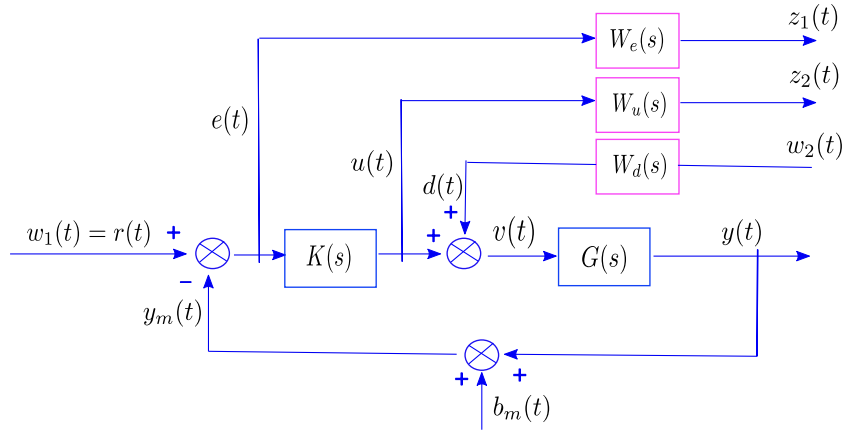 W_e(s)
z_1(t)
W_u(s)
z_2(t)
e(t)
u(t)
W_d(s)
w_2(t)
d(t)
w_1(t) = r(t)
+
+
+
v(t)
y(t)
K(s)
G(s)
−
y_m(t)
+
+
b_m(t)